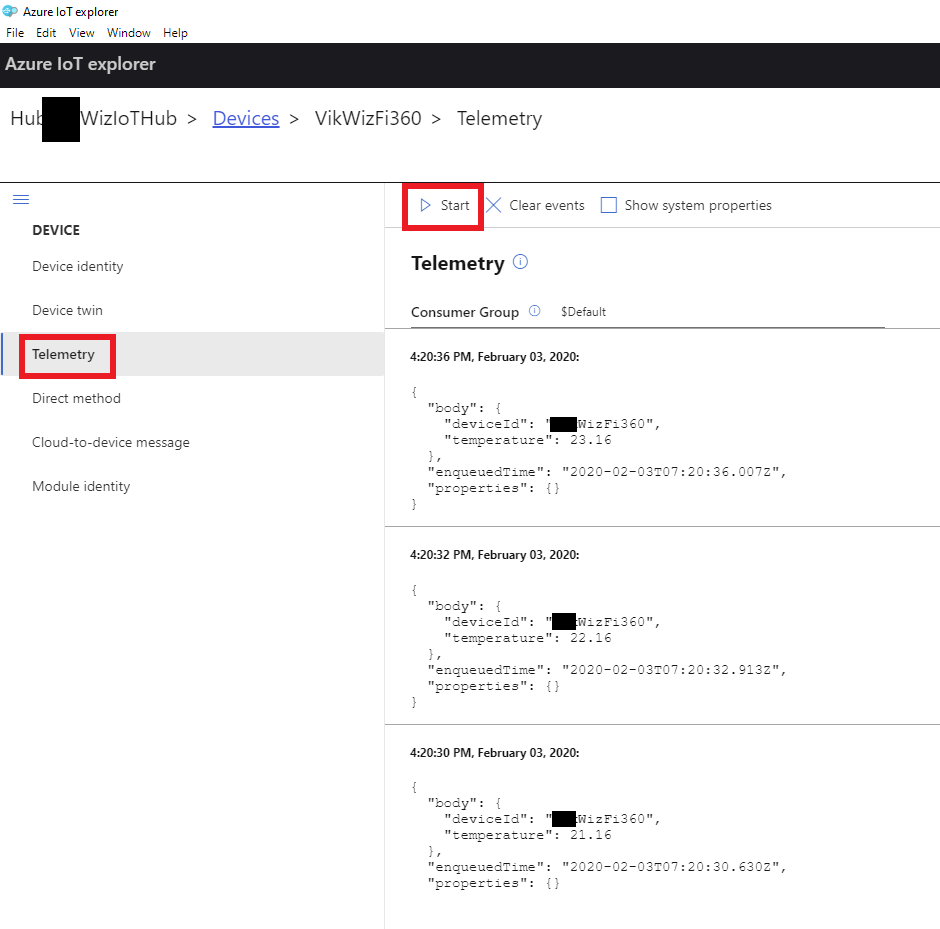 Azure IoT explorer
File Edit View Window Help
Azure IoT explorer
Hub WizIoTHub > Devices > VikWizFi360 > Telemetry
Start Clear events Show system properties
DEVICE
Device identity
Device twin
Telemetry
Direct method
Cloud-to-device message
Module identity
Telemetry
Consumer Group $Default
4:20:36 PM, February 03, 2020:
{
"body": {
"deviceId": " WizFi360",
"temperature": 23.16
},
"enqueuedTime": "2020-02-03T07:20:36.007Z",
"properties": {}
}
4:20:32 PM, February 03, 2020:
{
"body": {
"deviceId": " WizFi360",
"temperature": 22.16
},
"enqueuedTime": "2020-02-03T07:20:32.913Z",
"properties": {}
}
4:20:30 PM, February 03, 2020:
{
"body": {
"deviceId": " WizFi360",
"temperature": 21.16
},
"enqueuedTime": "2020-02-03T07:20:30.630Z",
"properties": {}